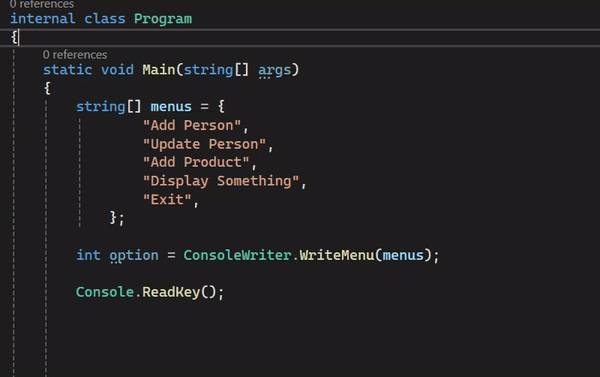 0 references
internal class Program
{
0 references
static void Main(string[] args)
{
string[] menus = {
"Add Person",
"Update Person",
"Add Product",
"Display Something",
"Exit",
};
int option = ConsoleWriter.WriteMenu(menus);
Console.ReadKey();